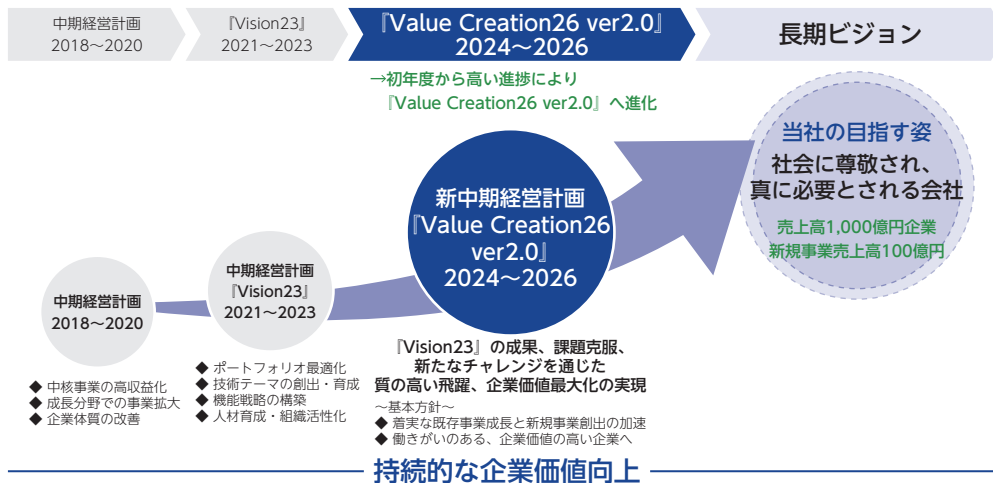 中期経営計画
2018～2020
『Vision23』
2021～2023
『Value Creation26 ver2.0』
2024～2026
長期ビジョン
→初年度から高い進捗により
『Value Creation26 ver2.0』へ進化
当社の目指す姿
社会に尊敬され、
真に必要とされる会社
売上高1,000億円企業
新規事業売上高100億円
新中期経営計画
『Value Creation26
ver2.0』
2024～2026
中期経営計画
『Vision23』
2021～2023
中期経営計画
2018～2020
◆ 中核事業の高収益化
◆ 成長分野での事業拡大
◆ 企業体質の改善
◆ ポートフォリオ最適化
◆ 技術テーマの創出・育成
◆ 機能戦略の構築
◆ 人材育成・組織活性化
『Vision23』の成果、課題克服、
新たなチャレンジを通じた
質の高い飛躍、企業価値最大化の実現
～基本方針～
◆ 着実な既存事業成長と新規事業創出の加速
◆ 働きがいのある、企業価値の高い企業へ
持続的な企業価値向上